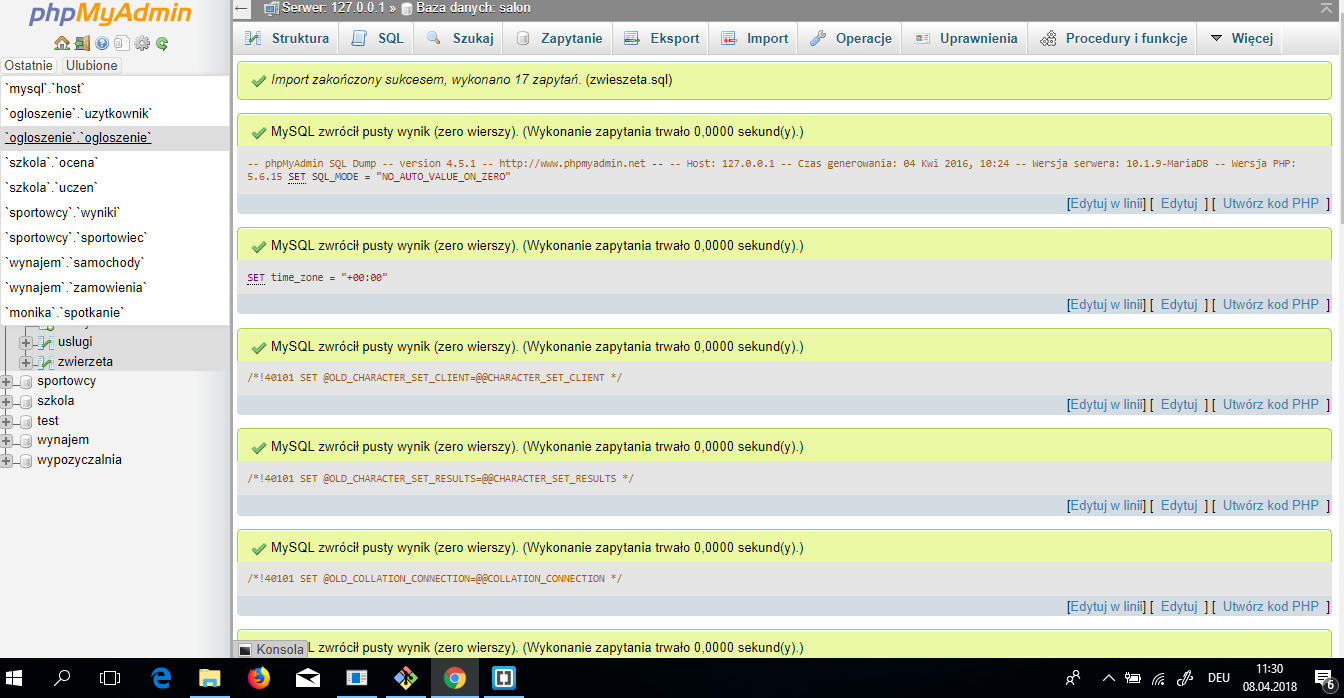 phpMyAdmin
Ostatnie Ulubione
`mysql`.`host`
`ogloszenie`.`uzytkownik`
`ogloszenie`.`ogloszenie`
`szkola`.`ocena`
`szkola`.`uczen`
`sportowcy`.`wyniki`
`sportowcy`.`sportowiec`
`wynajem`.`samochody`
`wynajem`.`zamowienia`
`monika`.`spotkanie`
uslugi
zwierzeta
sportowcy
szkola
test
wynajem
wypozyczalnia
Serwer: 127.0.0.1 » Baza danych: salon
Struktura SQL Szukaj Zapytanie Eksport Import Operacje Uprawnienia Procedury i funkcje Więcej
Import zakończony sukcesem, wykonano 17 zapytań. (zwieszeta.sql)
MySQL zwrócił pusty wynik (zero wierszy). (Wykonanie zapytania trwało 0,0000 sekund(y).)
-- phpMyAdmin SQL Dump -- version 4.5.1 -- http://www.phpmyadmin.net -- -- Host: 127.0.0.1 -- Czas generowania: 04 Kwi 2016, 10:24 -- Wersja serwera: 10.1.9-MariaDB -- Wersja PHP:
5.6.15 SET SQL_MODE = "NO_AUTO_VALUE_ON_ZERO"
[Edytuj w linii] [ Edytuj ] [ Utwórz kod PHP ]
MySQL zwrócił pusty wynik (zero wierszy). (Wykonanie zapytania trwało 0,0000 sekund(y).)
SET time_zone = "+00:00"
[Edytuj w linii] [ Edytuj ] [ Utwórz kod PHP ]
MySQL zwrócił pusty wynik (zero wierszy). (Wykonanie zapytania trwało 0,0000 sekund(y).)
/*!40101 SET @OLD_CHARACTER_SET_CLIENT=@@CHARACTER_SET_CLIENT */
[Edytuj w linii] [ Edytuj ] [ Utwórz kod PHP ]
MySQL zwrócił pusty wynik (zero wierszy). (Wykonanie zapytania trwało 0,0000 sekund(y).)
/*!40101 SET @OLD_CHARACTER_SET_RESULTS=@@CHARACTER_SET_RESULTS */
[Edytuj w linii] [ Edytuj ] [ Utwórz kod PHP ]
MySQL zwrócił pusty wynik (zero wierszy). (Wykonanie zapytania trwało 0,0000 sekund(y).)
/*!40101 SET @OLD_COLLATION_CONNECTION=@@COLLATION_CONNECTION */
[Edytuj w linii] [ Edytuj ] [ Utwórz kod PHP ]
Konsola L zwrócił pusty wynik (zero wierszy). (Wykonanie zapytania trwało 0,0000 sekund(y).)
DEU
11:30
08.04.2018
6